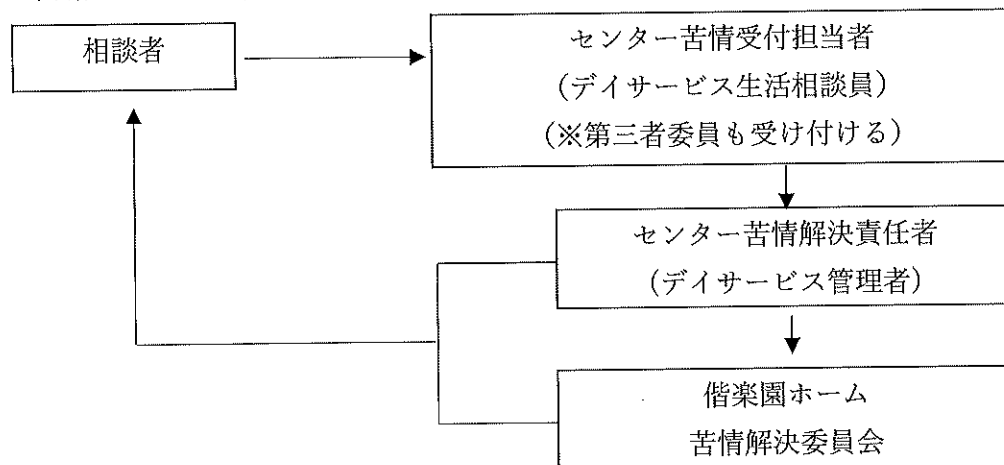 相談者
センター苦情受付担当者
(デイサービス生活相談員)
(※第三者委員も受け付ける)
センター苦情解決責任者
(デイサービス管理者)
偕楽園ホーム
苦情解決委員会